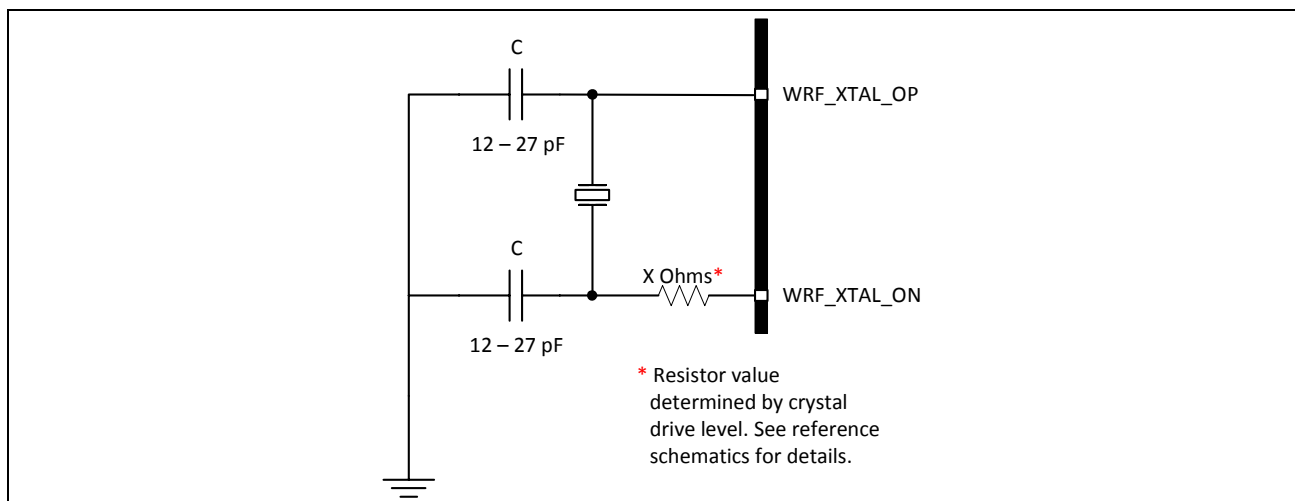 C
WRF_XTAL_OP
12 – 27 pF
C
X Ohms*
WRF_XTAL_ON
12 – 27 pF
* Resistor value
determined by crystal
drive level. See reference
schematics for details.